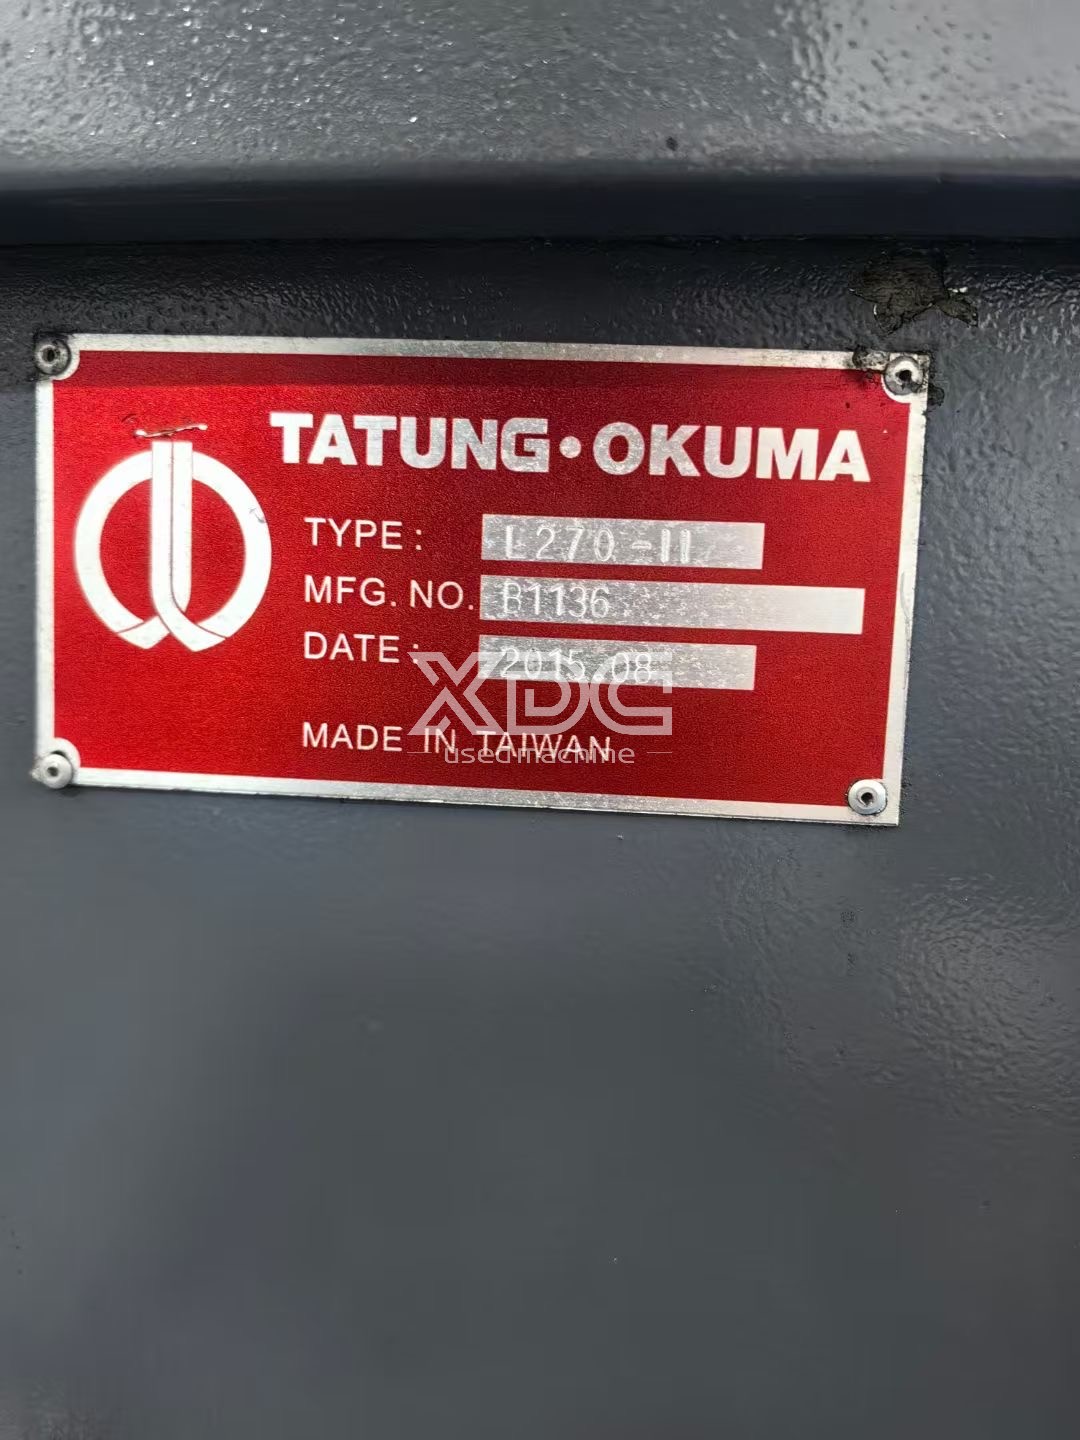 TATUNG•OKUMA
TYPE: L270-II
MFG. NO. B1136
DATE: 2015.08
XDC
used machine
MADE IN TAIWAN